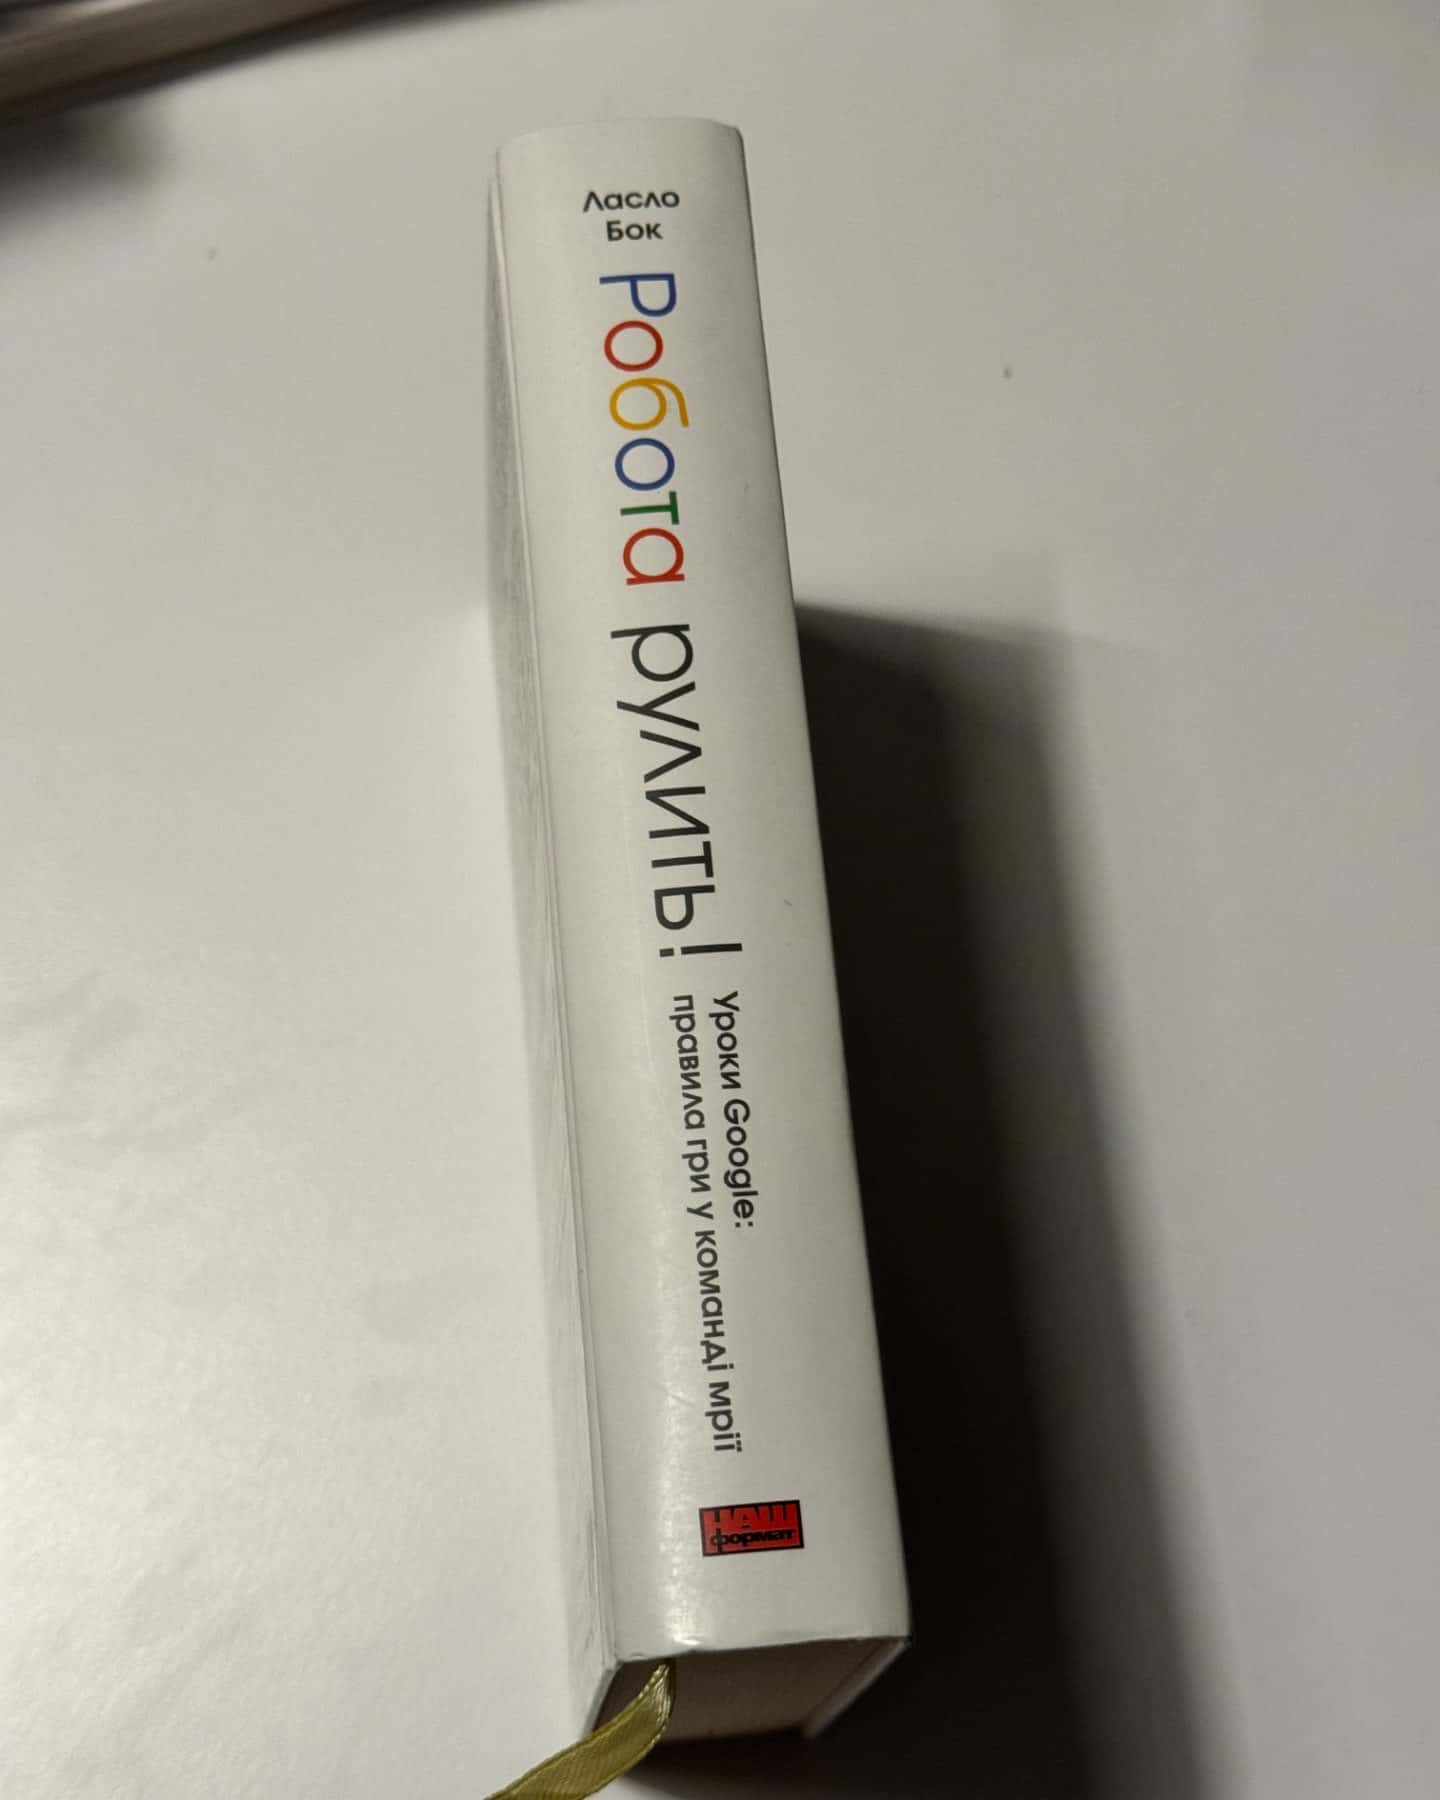 Ласло
Бок
Робота рулить!
Уроки Google:
правила гри у команді мрії
НАШ
формат